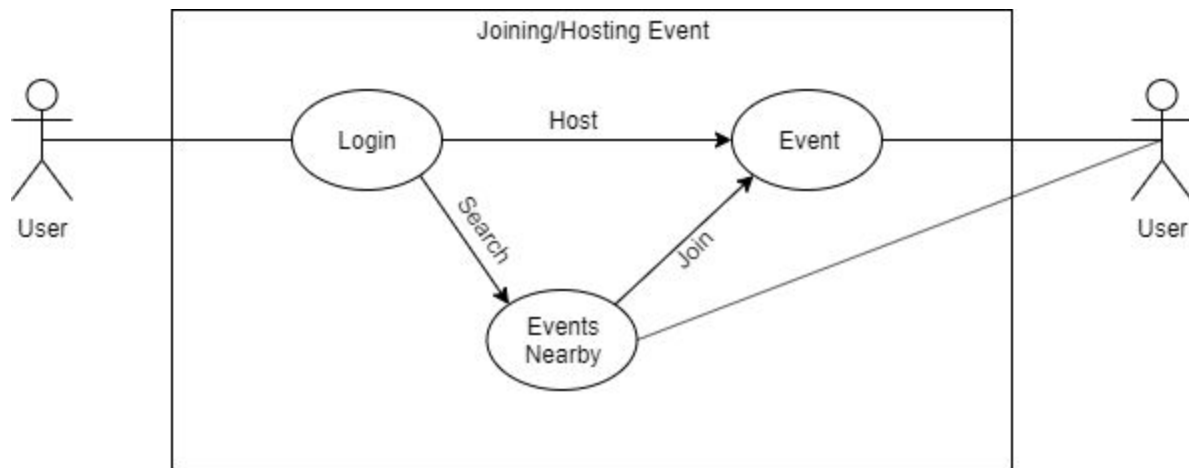 Joining/Hosting Event
Host
Login
Event
Search
Join
User
User
Events
Nearby